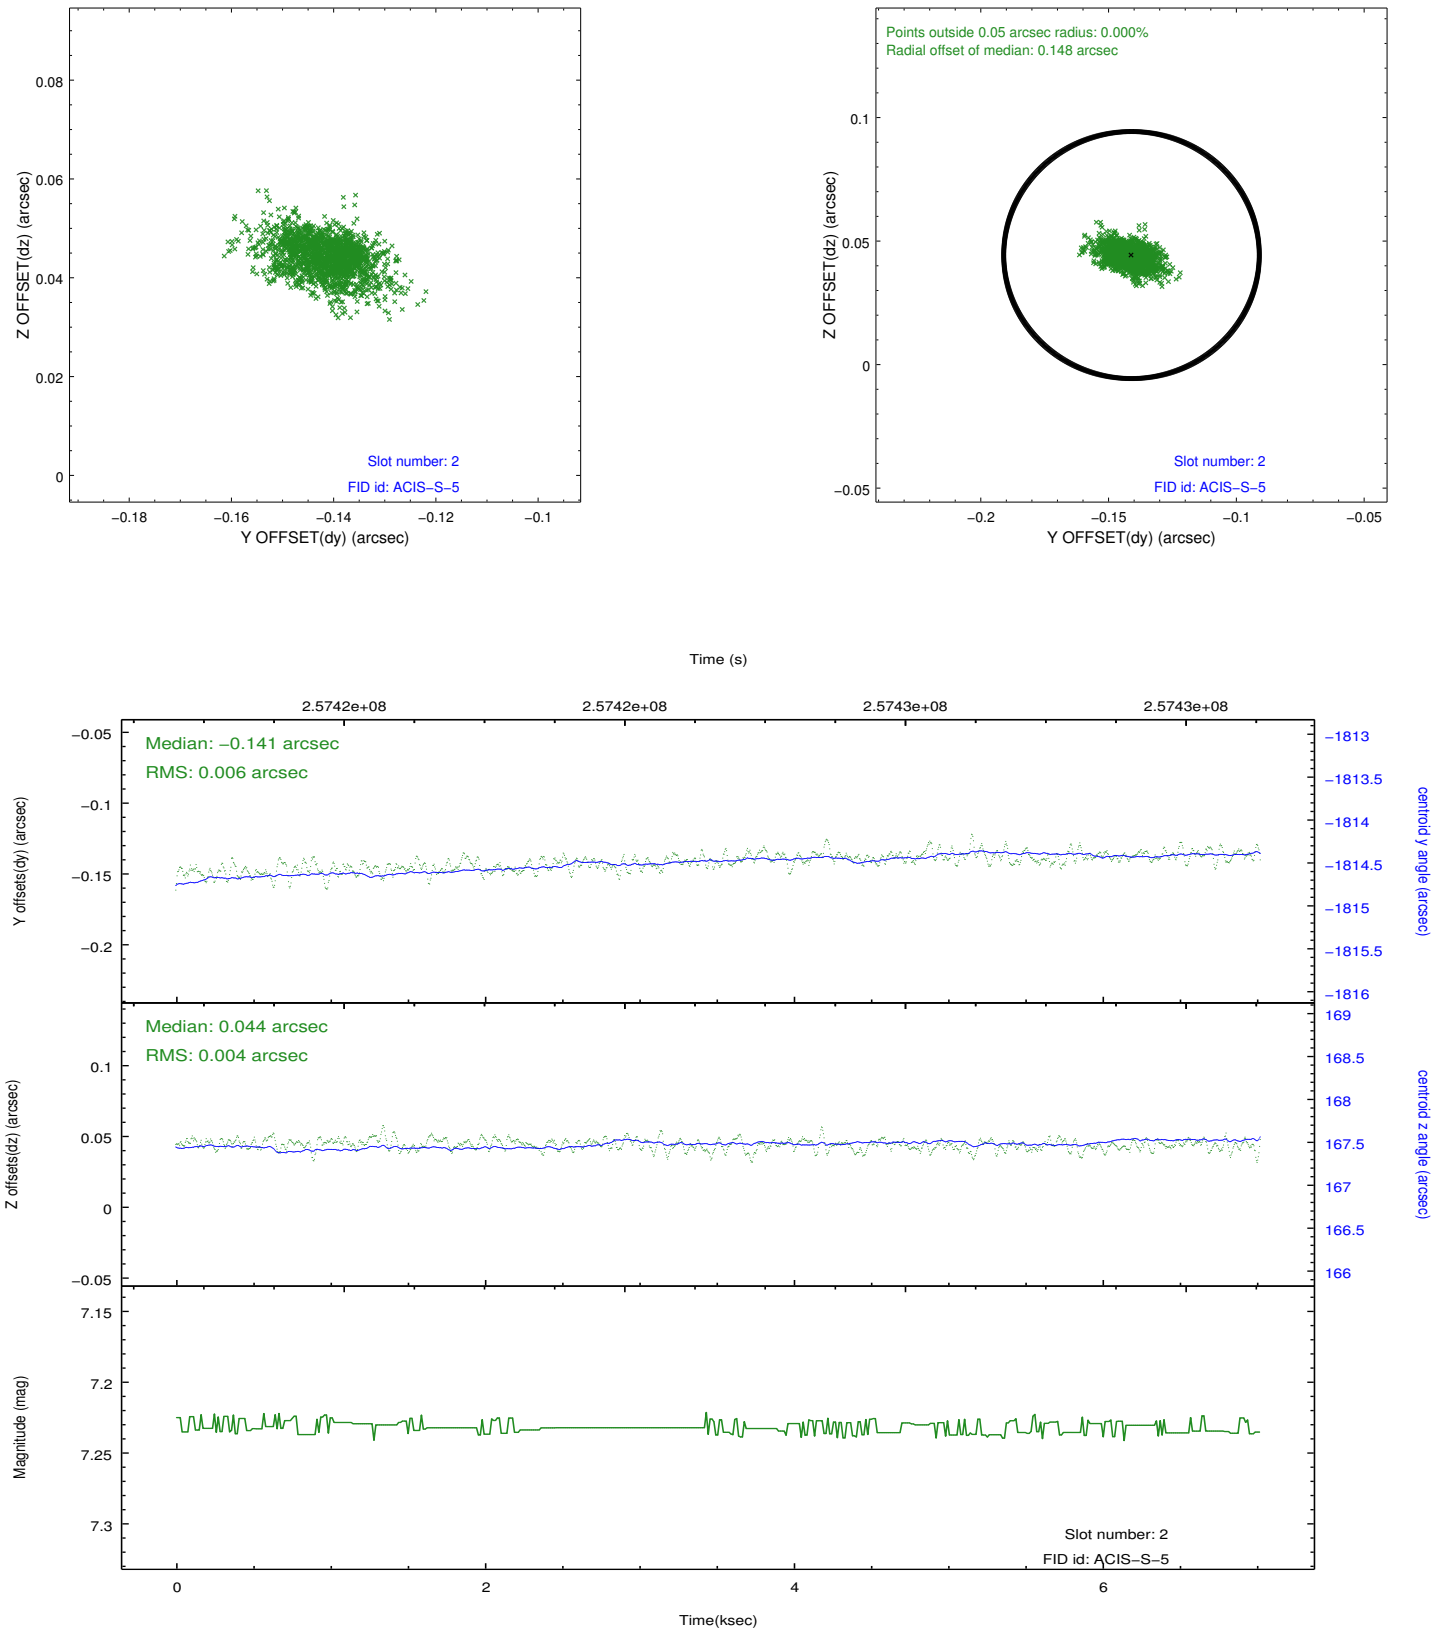 0.08
0.06
0.04
0.02
0
Z OFFSET(dz) (arcsec)
Slot number: 2
FID id: ACIS−S−5
−0.18 −0.16 −0.14 −0.12 −0.1
Y OFFSET(dy) (arcsec)
Points outside 0.05 arcsec radius: 0.000%
Radial offset of median: 0.148 arcsec
0.1
0.05
0
−0.05
Z OFFSET(dz) (arcsec)
Slot number: 2
FID id: ACIS−S−5
−0.2 −0.15 −0.1 −0.05
Y OFFSET(dy) (arcsec)
Time (s)
2.5742e+08 2.5742e+08 2.5743e+08 2.5743e+08
Median: −0.141 arcsec
RMS: 0.006 arcsec
−0.05
−0.1
−0.15
−0.2
Y offsets(dy) (arcsec)
−1813
−1813.5
−1814
−1814.5
−1815
−1815.5
−1816
centroid y angle (arcsec)
Median: 0.044 arcsec
RMS: 0.004 arcsec
0.1
0.05
0
−0.05
Z offsets(dz) (arcsec)
169
168.5
168
167.5
167
166.5
166
centroid z angle (arcsec)
7.15
7.2
7.25
7.3
Magnitude (mag)
Slot number: 2
FID id: ACIS−S−5
0 2 4 6
Time(ksec)